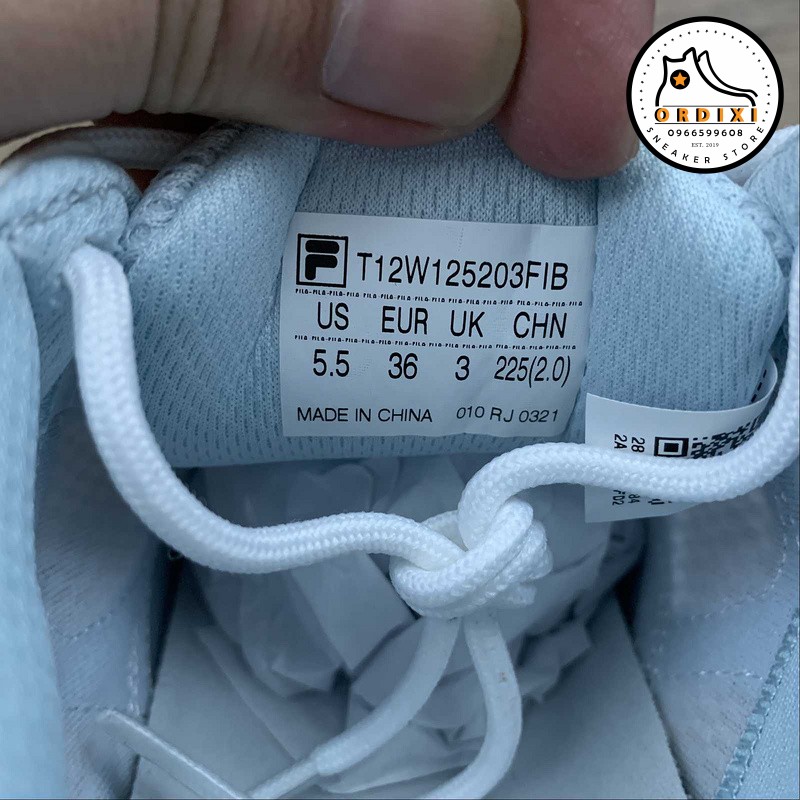 ORDIXI
0966599608
EST. 2019
SNEAKER STORE
F T12W125203FIB
US EUR UK CHN
5.5 36 3 225(2.0)
MADE IN CHINA 010 RJ 0321
28
2A